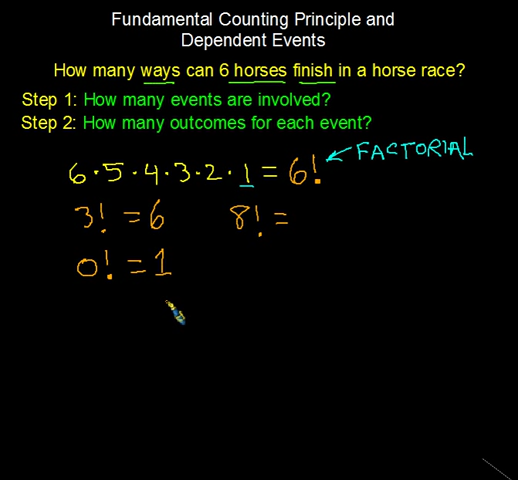 Fundamental Counting Principle and
Dependent Events
How many ways can 6 horses finish in a horse race?
Step 1: How many events are involved?
Step 2: How many outcomes for each event?
FACTORIAL
6 · 5 · 4 · 3 · 2 · 1 = 6!
3! = 6 8! =
0! = 1